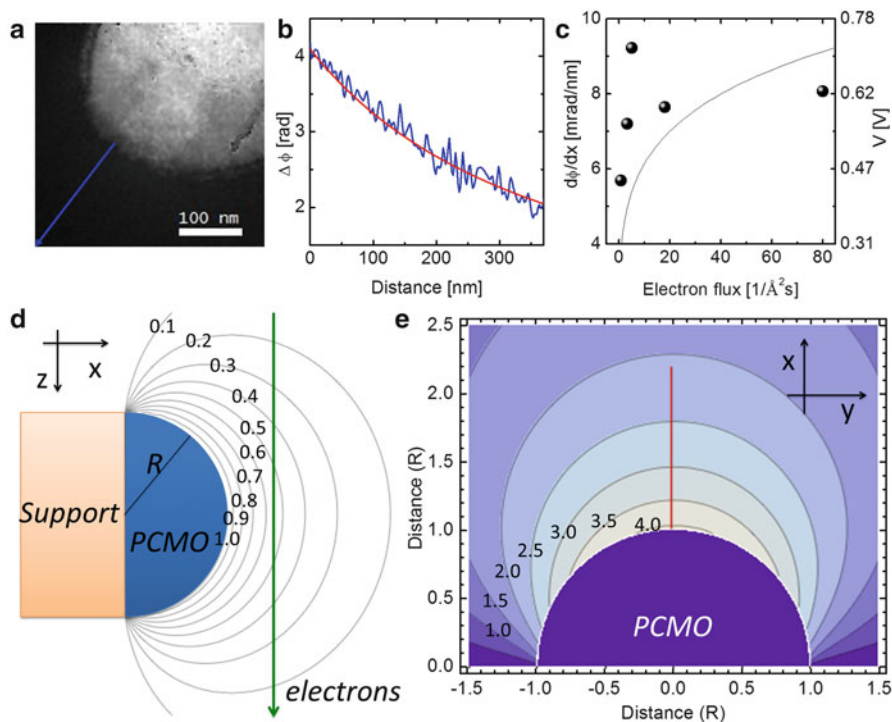 a
100 nm
b
4
3
2
Δ ϕ [rad]
0 100 200 300
Distance [nm]
c
10
8
6
4
dϕ/dx [mrad/nm]
0.78
0.62
0.47
0.31
V [V]
0 20 40 60 80
Electron flux [1/Å²s]
d
x
z
0.1
0.2
0.3
0.4
0.5
0.6
0.7
0.8
0.9
1.0
R
Support
PCMO
electrons
e
2.5
2.0
1.5
1.0
0.5
0.0
Distance (R)
x
y
4.0
3.5
3.0
2.5
2.0
1.5
1.0
PCMO
-1.5 -1.0 -0.5 0.0 0.5 1.0 1.5
Distance (R)